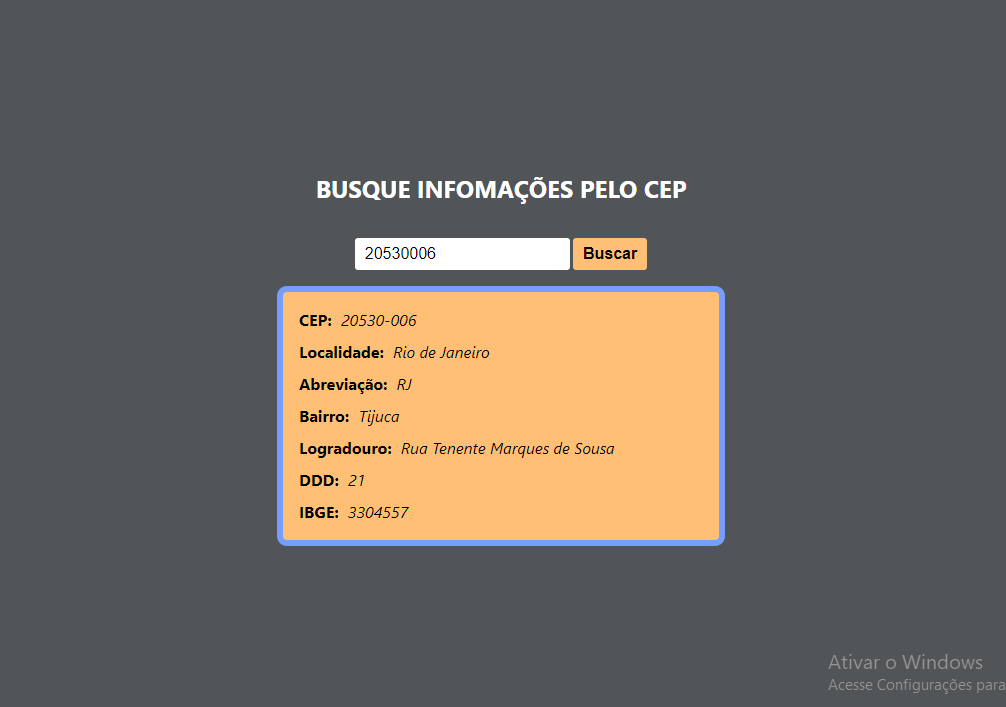 BUSQUE INFOMAÇÕES PELO CEP
20530006 Buscar
CEP: 20530-006
Localidade: Rio de Janeiro
Abreviação: RJ
Bairro: Tijuca
Logradouro: Rua Tenente Marques de Sousa
DDD: 21
IBGE: 3304557
Ativar o Windows
Acesse Configurações para